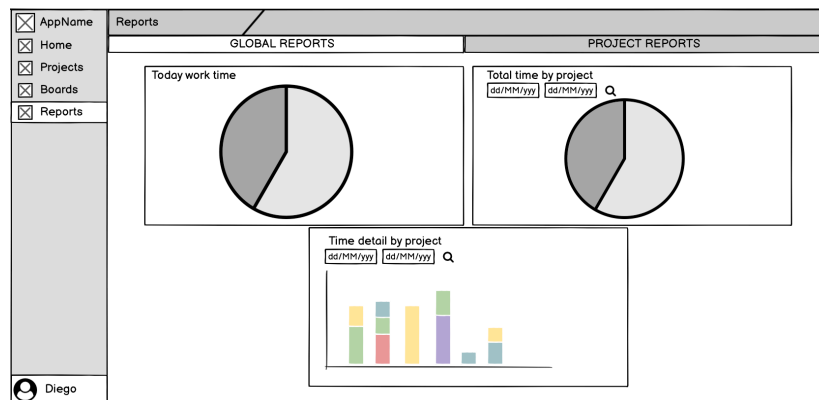 AppName
Home
Projects
Boards
Reports
Diego
Reports
GLOBAL REPORTS
PROJECT REPORTS
Today work time
Total time by project
dd/MM/yyy dd/MM/yyy
Time detail by project
dd/MM/yyy dd/MM/yyy